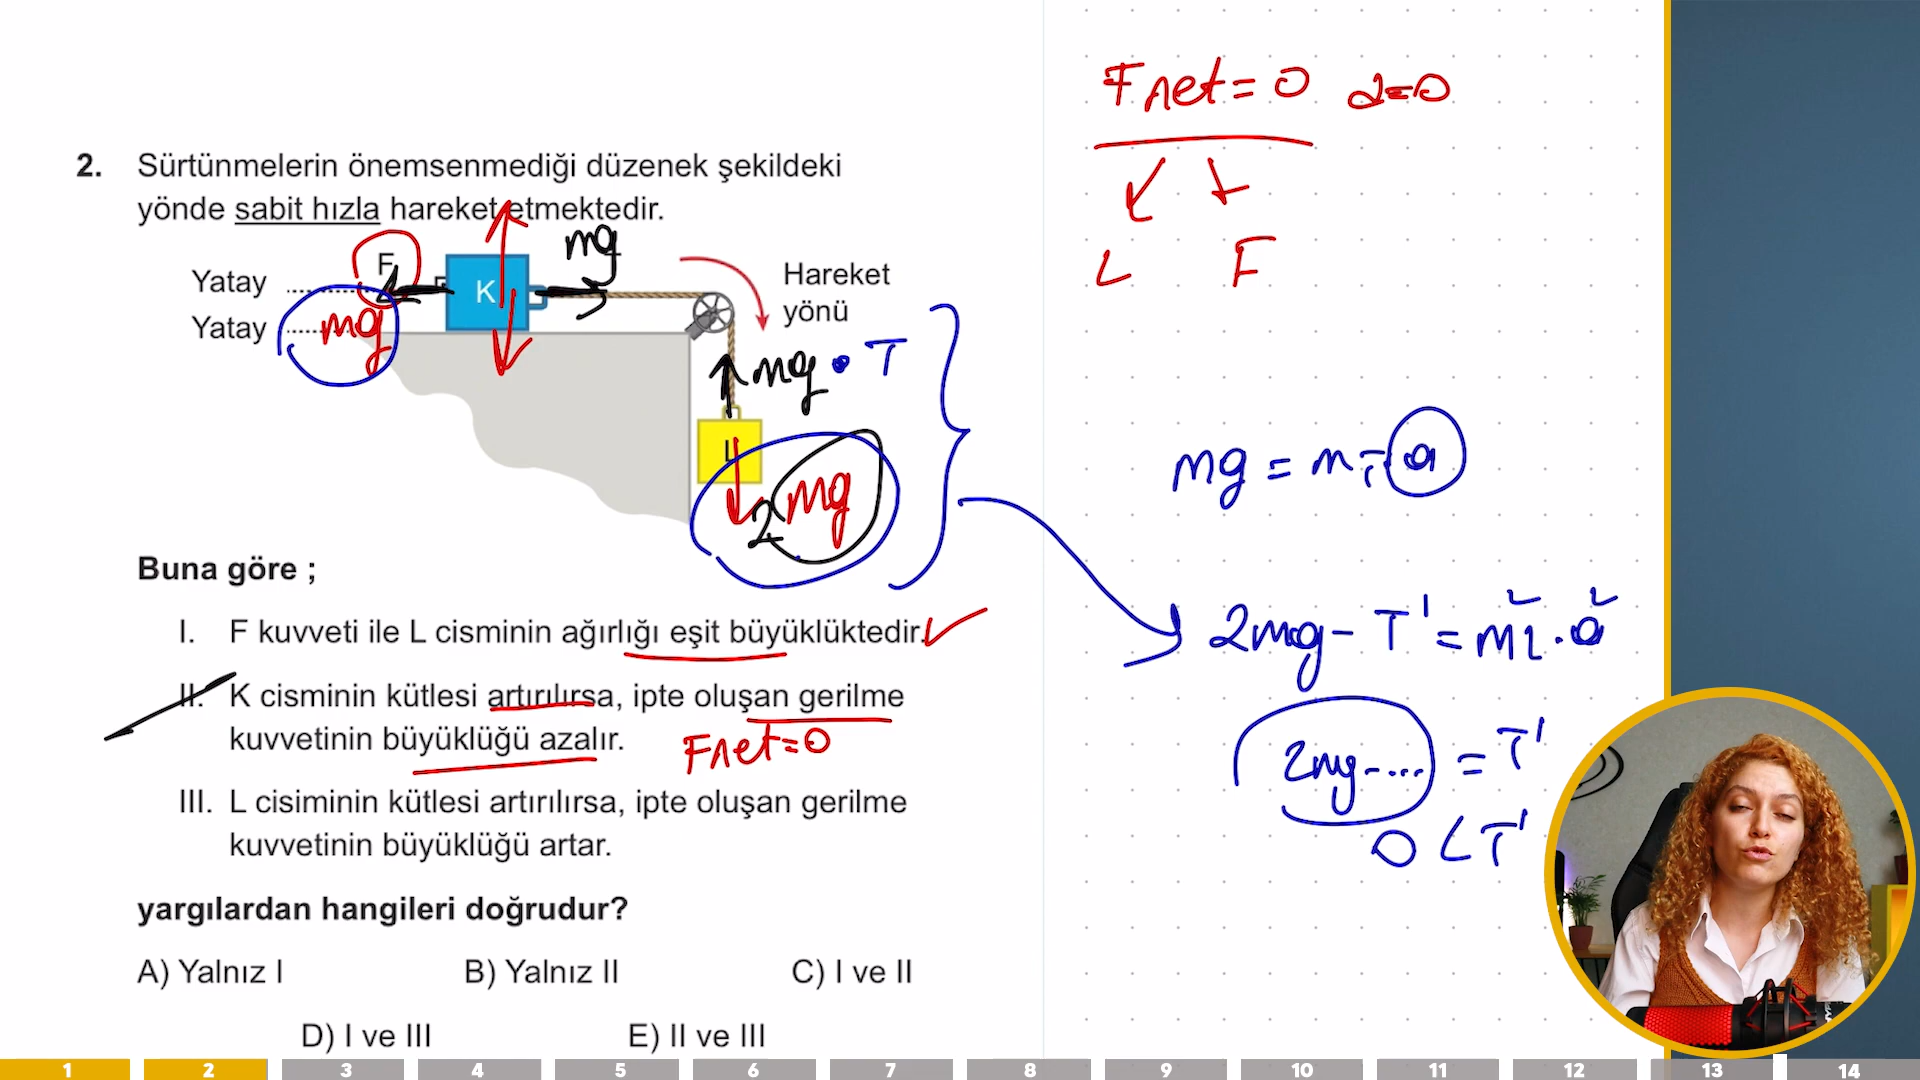 2. Sürtünmelerin önemsenmediği düzenek şekildeki
yönde sabit hızla hareket etmektedir.
Yatay
F
K
mg
Hareket
yönü
Yatay
mg
mg • T
L
2mg
Buna göre ;
I. F kuvveti ile L cisminin ağırlığı eşit büyüklüktedir.
II. K cisminin kütlesi artırılırsa, ipte oluşan gerilme
kuvvetinin büyüklüğü azalır.
Fnet=0
III. L cisiminin kütlesi artırılırsa, ipte oluşan gerilme
kuvvetinin büyüklüğü artar.
yargılardan hangileri doğrudur?
A) Yalnız I
B) Yalnız II
C) I ve II
D) I ve III
E) II ve III
Fnet=0 a=0
L F
mg = mT a
2mg - T' = mL . a
2mg-.... = T'
0 < T'
1 2 3 4 5 6 7 8 9 10 11 12 13 14